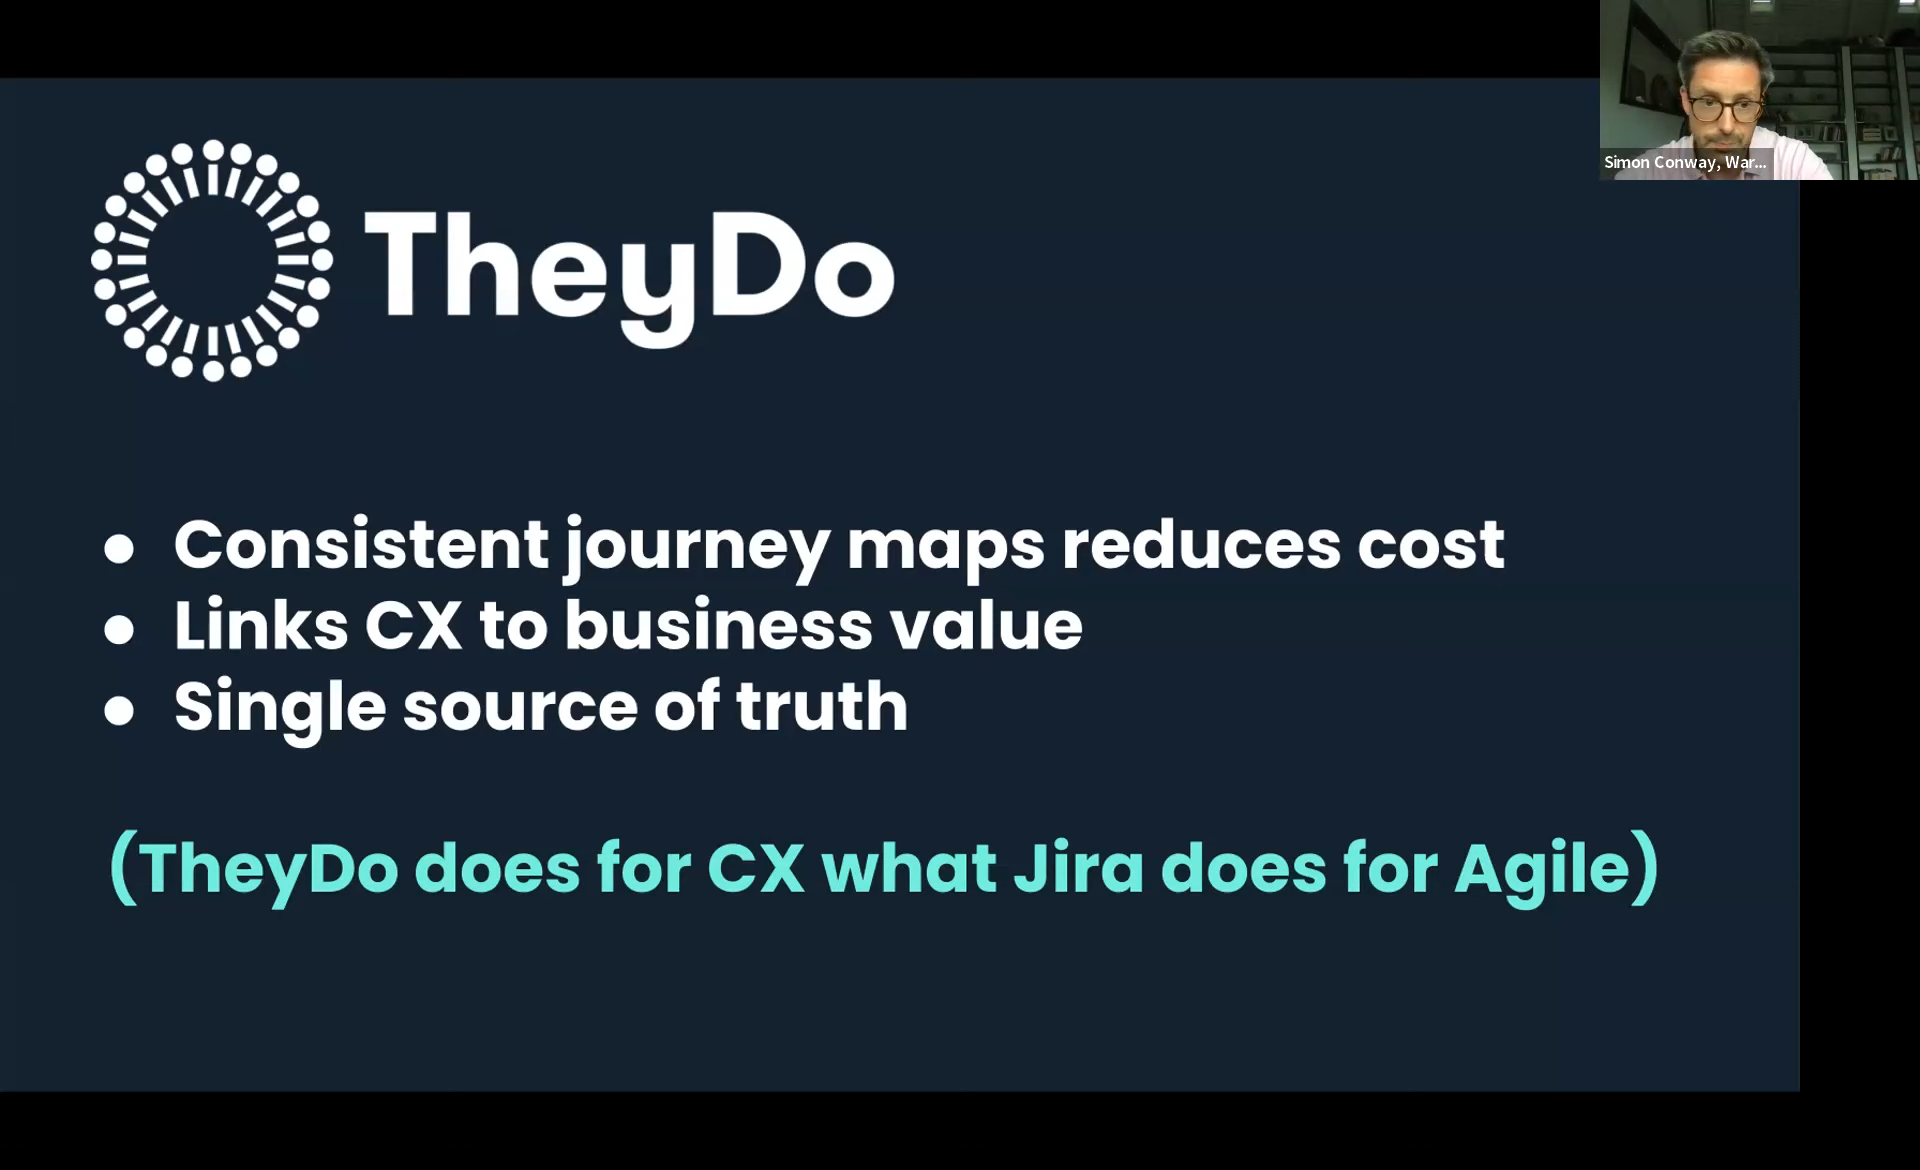 Simon Conway, War...
TheyDo
● Consistent journey maps reduces cost
● Links CX to business value
● Single source of truth
(TheyDo does for CX what Jira does for Agile)